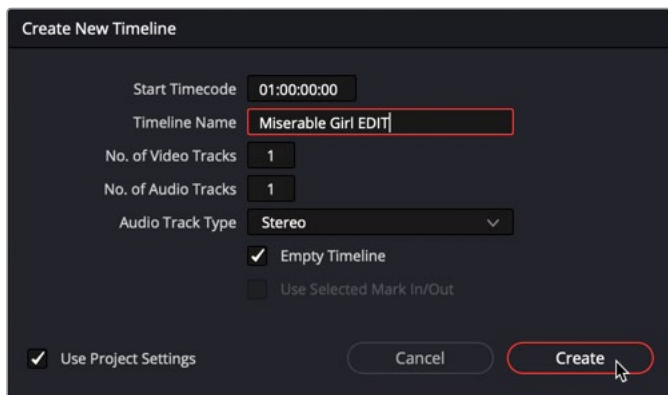 Create New Timeline
Start Timecode 01:00:00:00
Timeline Name Miserable Girl EDIT
No. of Video Tracks 1
No. of Audio Tracks 1
Audio Track Type Stereo
Empty Timeline
Use Selected Mark In/Out
Use Project Settings Cancel Create